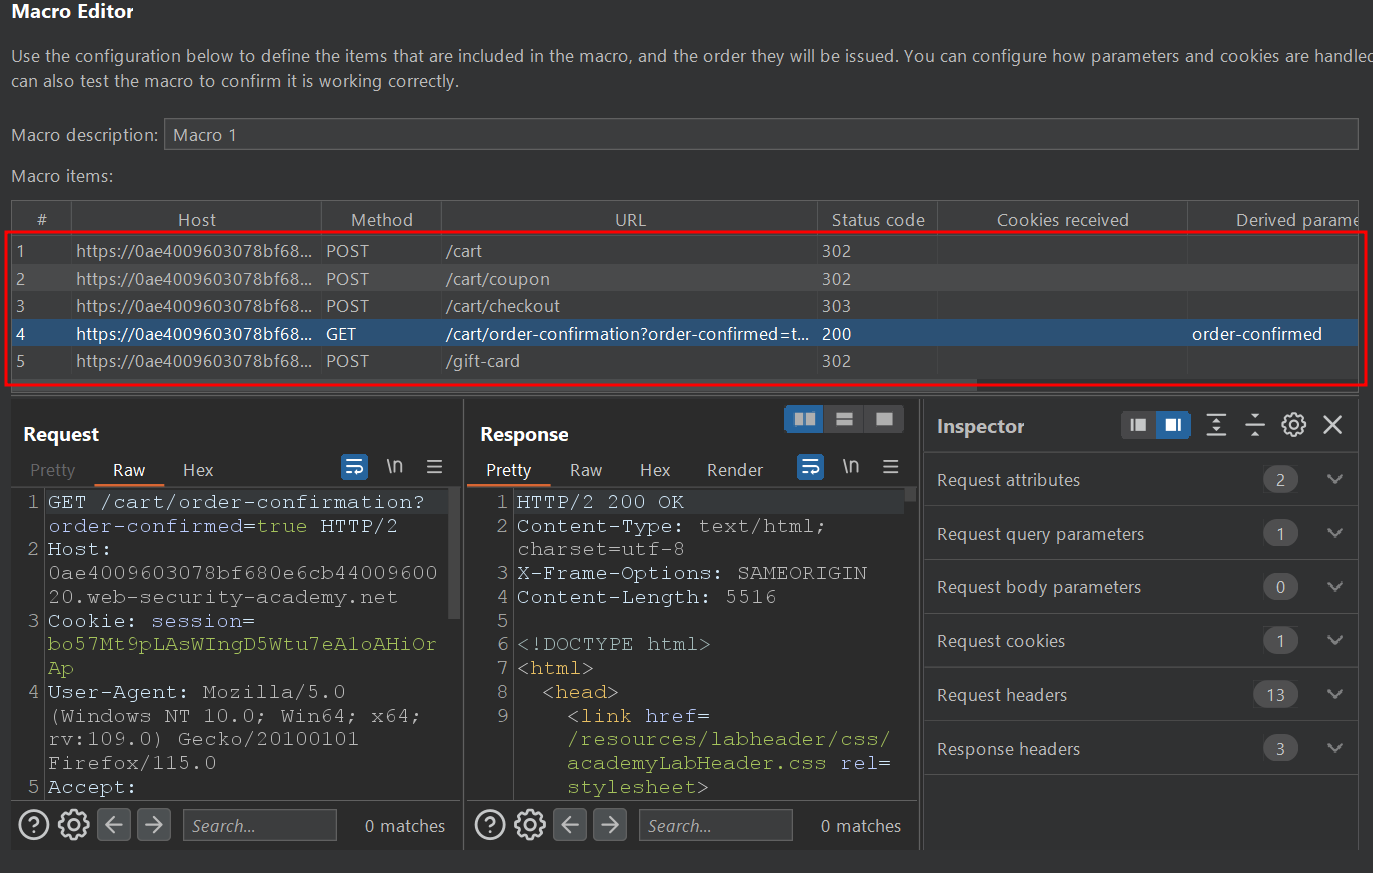 Macro Editor
Use the configuration below to define the items that are included in the macro, and the order they will be issued. You can configure how parameters and cookies are handled
can also test the macro to confirm it is working correctly.
Macro description: Macro 1
Macro items:
# Host Method URL Status code Cookies received Derived parame
1 https://0ae4009603078bf68... POST /cart 302
2 https://0ae4009603078bf68... POST /cart/coupon 302
3 https://0ae4009603078bf68... POST /cart/checkout 303
4 https://0ae4009603078bf68... GET /cart/order-confirmation?order-confirmed=t... 200 order-confirmed
5 https://0ae4009603078bf68... POST /gift-card 302
Request
Pretty Raw Hex \n
1 GET /cart/order-confirmation?
order-confirmed=true HTTP/2
2 Host:
0ae4009603078bf680e6cb44009600
20.web-security-academy.net
3 Cookie: session=
bo57Mt9pLAsWIngD5Wtu7eA1oAHiOr
Ap
4 User-Agent: Mozilla/5.0
(Windows NT 10.0; Win64; x64;
rv:109.0) Gecko/20100101
Firefox/115.0
5 Accept:
Search... 0 matches
Response
Pretty Raw Hex Render \n
1 HTTP/2 200 OK
2 Content-Type: text/html;
charset=utf-8
3 X-Frame-Options: SAMEORIGIN
4 Content-Length: 5516
5
6 <!DOCTYPE html>
7 <html>
8 <head>
9 <link href=
/resources/labheader/css/
academyLabHeader.css rel=
stylesheet>
Search... 0 matches
Inspector
Request attributes 2
Request query parameters 1
Request body parameters 0
Request cookies 1
Request headers 13
Response headers 3